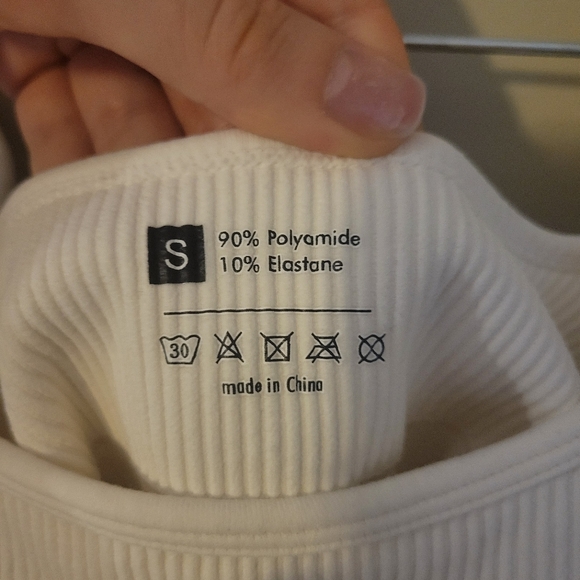 S
90% Polyamide
10% Elastane
30
made in China